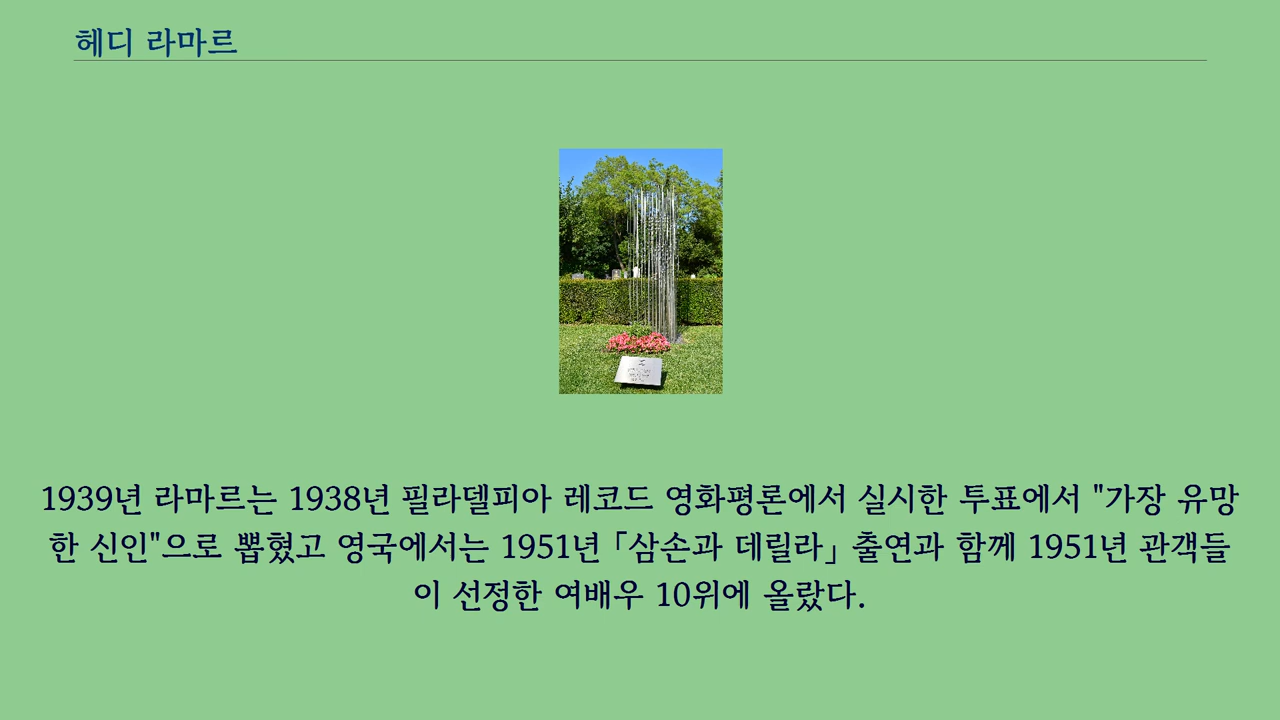 헤디 라마르
1939년 라마르는 1938년 필라델피아 레코드 영화평론에서 실시한 투표에서 "가장 유망
한 신인"으로 뽑혔고 영국에서는 1951년 「삼손과 데릴라」 출연과 함께 1951년 관객들
이 선정한 여배우 10위에 올랐다.